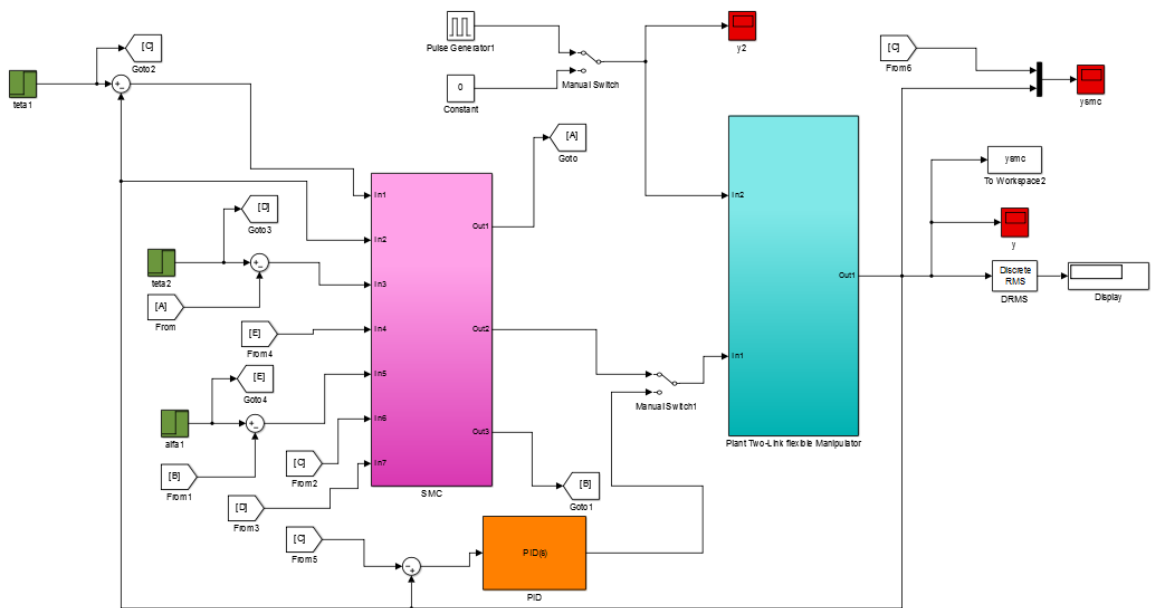 [C]
Goto2
teta1
Pulse Generator1
0
Constant
Manual Switch
y2
[C]
From6
ysmc
[A]
Goto
ysmc
To Workspace2
y
Discrete
RMS
DRMS
Display
[D]
Goto3
teta2
[A]
From
[E]
From4
[E]
Goto4
alfa1
[B]
From1
[C]
From2
[D]
From3
In1
In2
In3
In4
In5
In6
In7
Out1
Out2
Out3
SMC
Manual Switch1
[B]
Goto1
In2
In1
Out1
Plant Two-Link flexible Manipulator
[C]
From5
PID(s)
PID